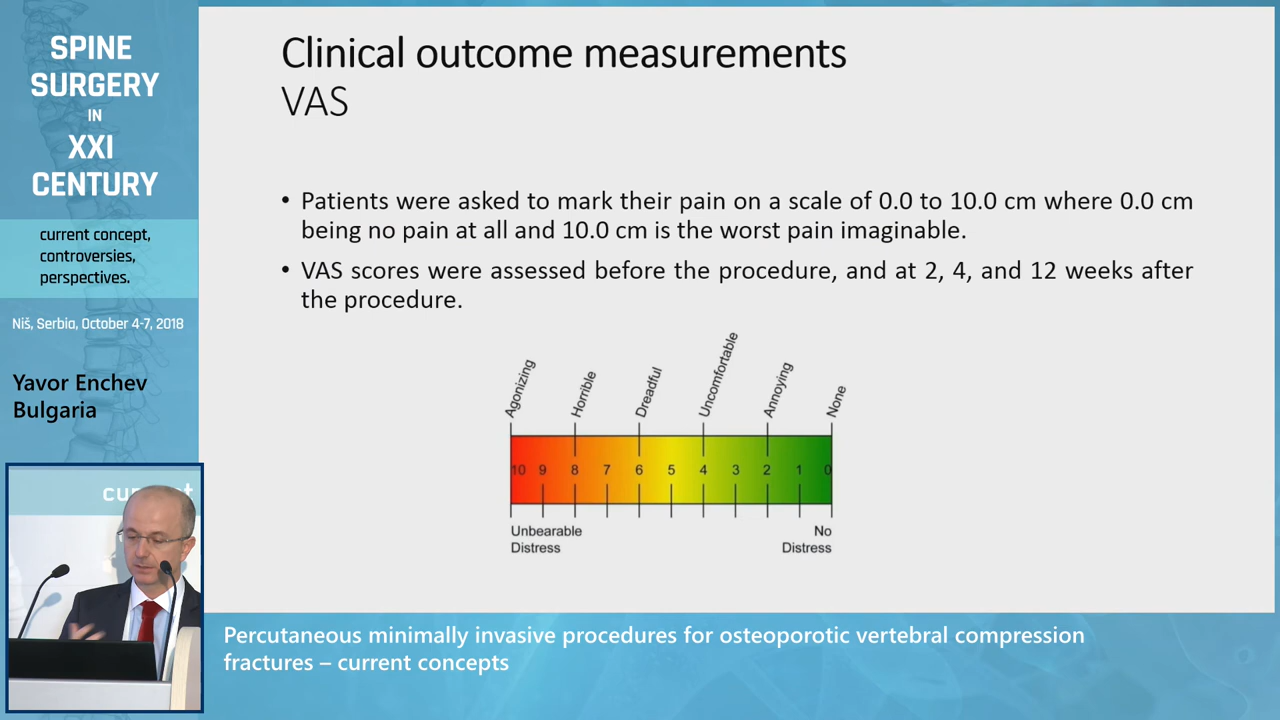 SPINE
SURGERY
IN
XXI
CENTURY
current concept,
controversies,
perspectives.
Niš, Serbia, October 4-7, 2018
Yavor Enchev
Bulgaria
Clinical outcome measurements
VAS
• Patients were asked to mark their pain on a scale of 0.0 to 10.0 cm where 0.0 cm
being no pain at all and 10.0 cm is the worst pain imaginable.
• VAS scores were assessed before the procedure, and at 2, 4, and 12 weeks after
the procedure.
Agonizing Horrible Dreadful Uncomfortable Annoying None
10 9 8 7 6 5 4 3 2 1 0
Unbearable No
Distress Distress
Percutaneous minimally invasive procedures for osteoporotic vertebral compression
fractures – current concepts